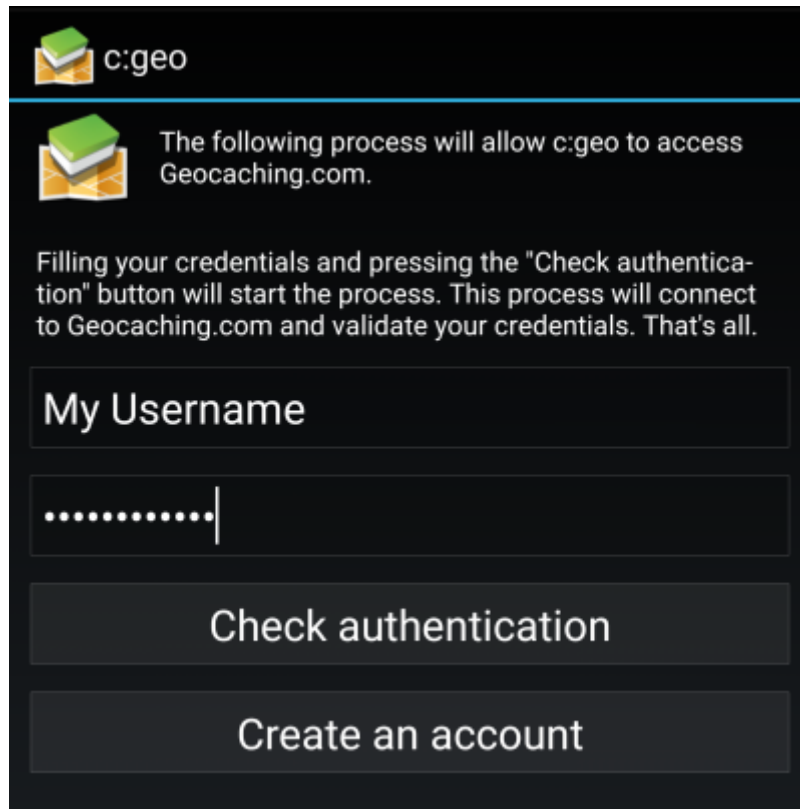 c:geo
The following process will allow c:geo to access
Geocaching.com.
Filling your credentials and pressing the "Check authentica-
tion" button will start the process. This process will connect
to Geocaching.com and validate your credentials. That's all.
My Username
••••••••••••
Check authentication
Create an account